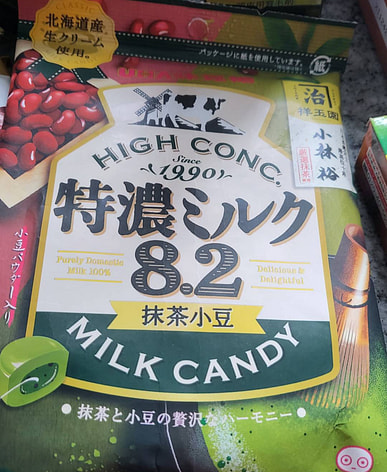 北海道産
生クリーム
使用。
パッケージに紙を使用しています。
紙
治
祥玉園
小林 裕
HIGH CONC.
Since
1990
特濃ミルク
8.2
Purely Domestic
Milk 100%
Delicious &
Delightful
抹茶小豆
MILK CANDY
小豆パウダー入り
抹茶と小豆の贅沢なハーモニー